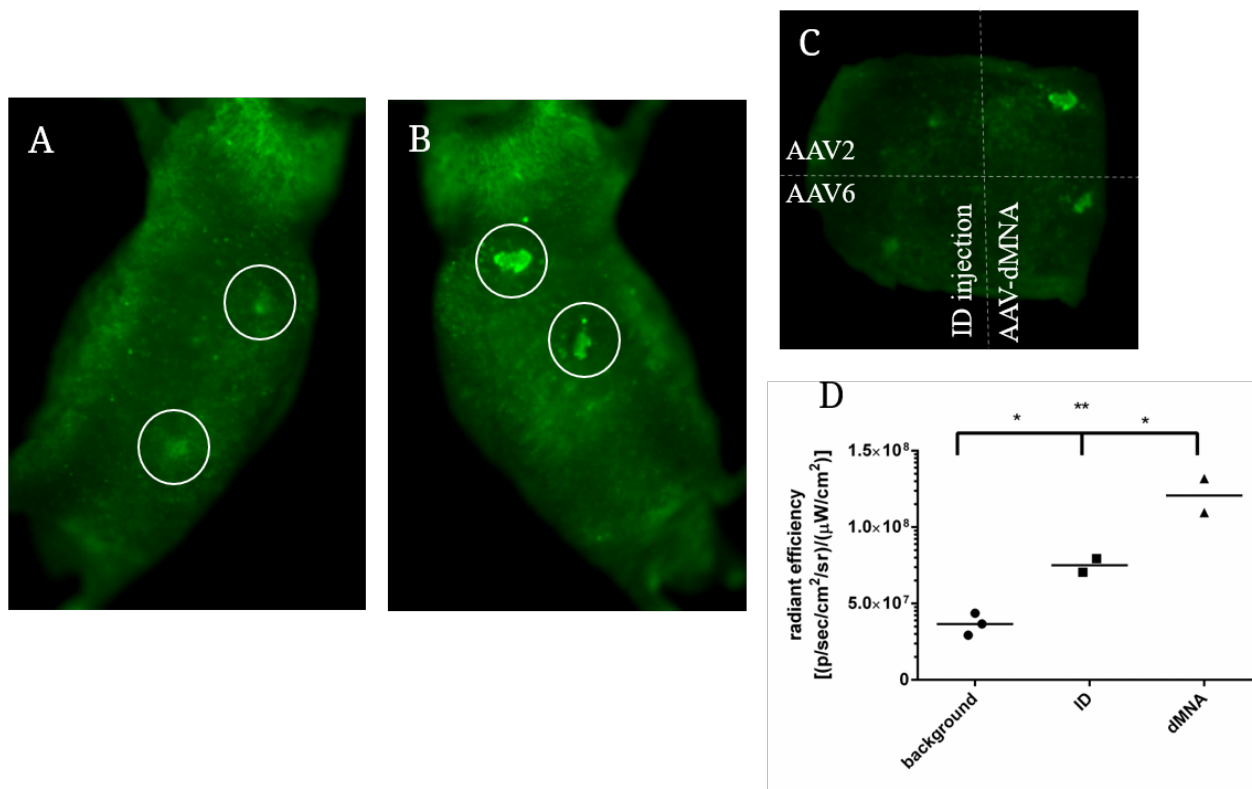 A
B
C
AAV2
AAV6
ID injection
AAV-dMNA
D
* ** *
radiant efficiency
[(p/sec/cm²/sr)/(µW/cm²)]
1.5×10⁸
1.0×10⁸
5.0×10⁷
0
background
ID
dMNA